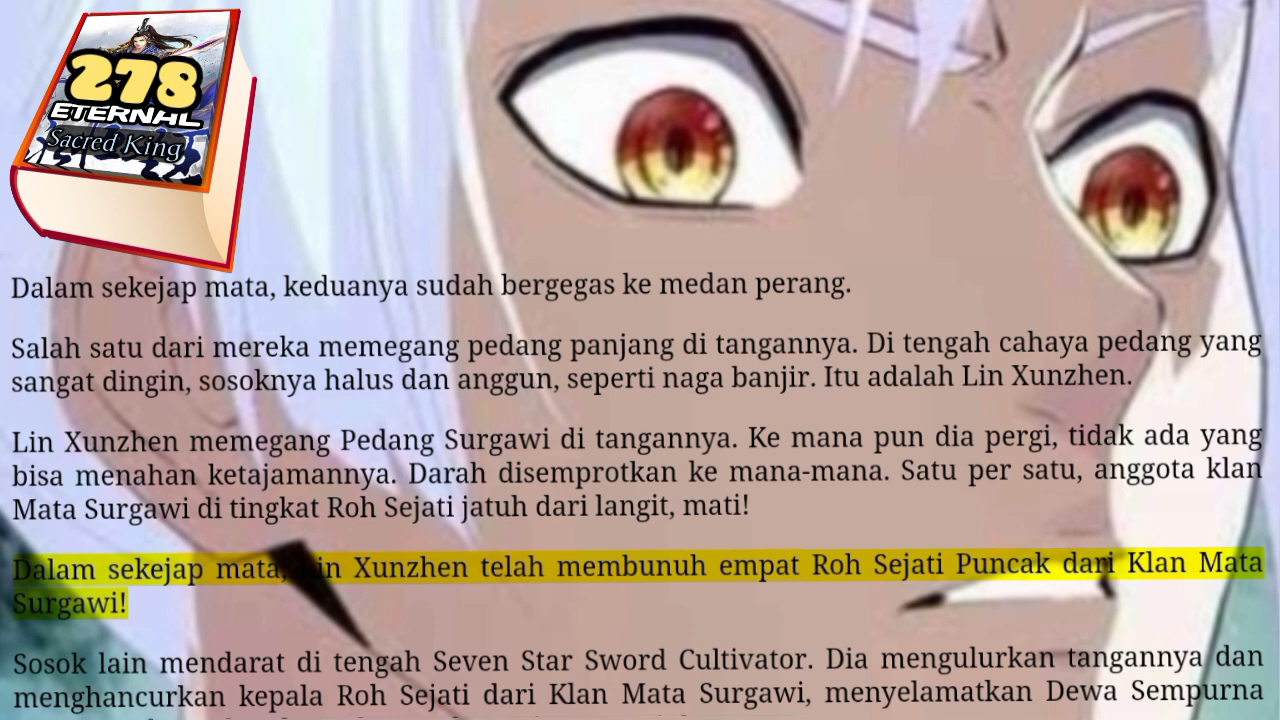 278
ETERNAL
Sacred King
Dalam sekejap mata, keduanya sudah bergegas ke medan perang.
Salah satu dari mereka memegang pedang panjang di tangannya. Di tengah cahaya pedang yang
sangat dingin, sosoknya halus dan anggun, seperti naga banjir. Itu adalah Lin Xunzhen.
Lin Xunzhen memegang Pedang Surgawi di tangannya. Ke mana pun dia pergi, tidak ada yang
bisa menahan ketajamannya. Darah disemprotkan ke mana-mana. Satu per satu, anggota klan
Mata Surgawi di tingkat Roh Sejati jatuh dari langit, mati!
Dalam sekejap mata, Lin Xunzhen telah membunuh empat Roh Sejati Puncak dari Klan Mata
Surgawi!
Sosok lain mendarat di tengah Seven Star Sword Cultivator. Dia mengulurkan tangannya dan
menghancurkan kepala Roh Sejati dari Klan Mata Surgawi, menyelamatkan Dewa Sempurna